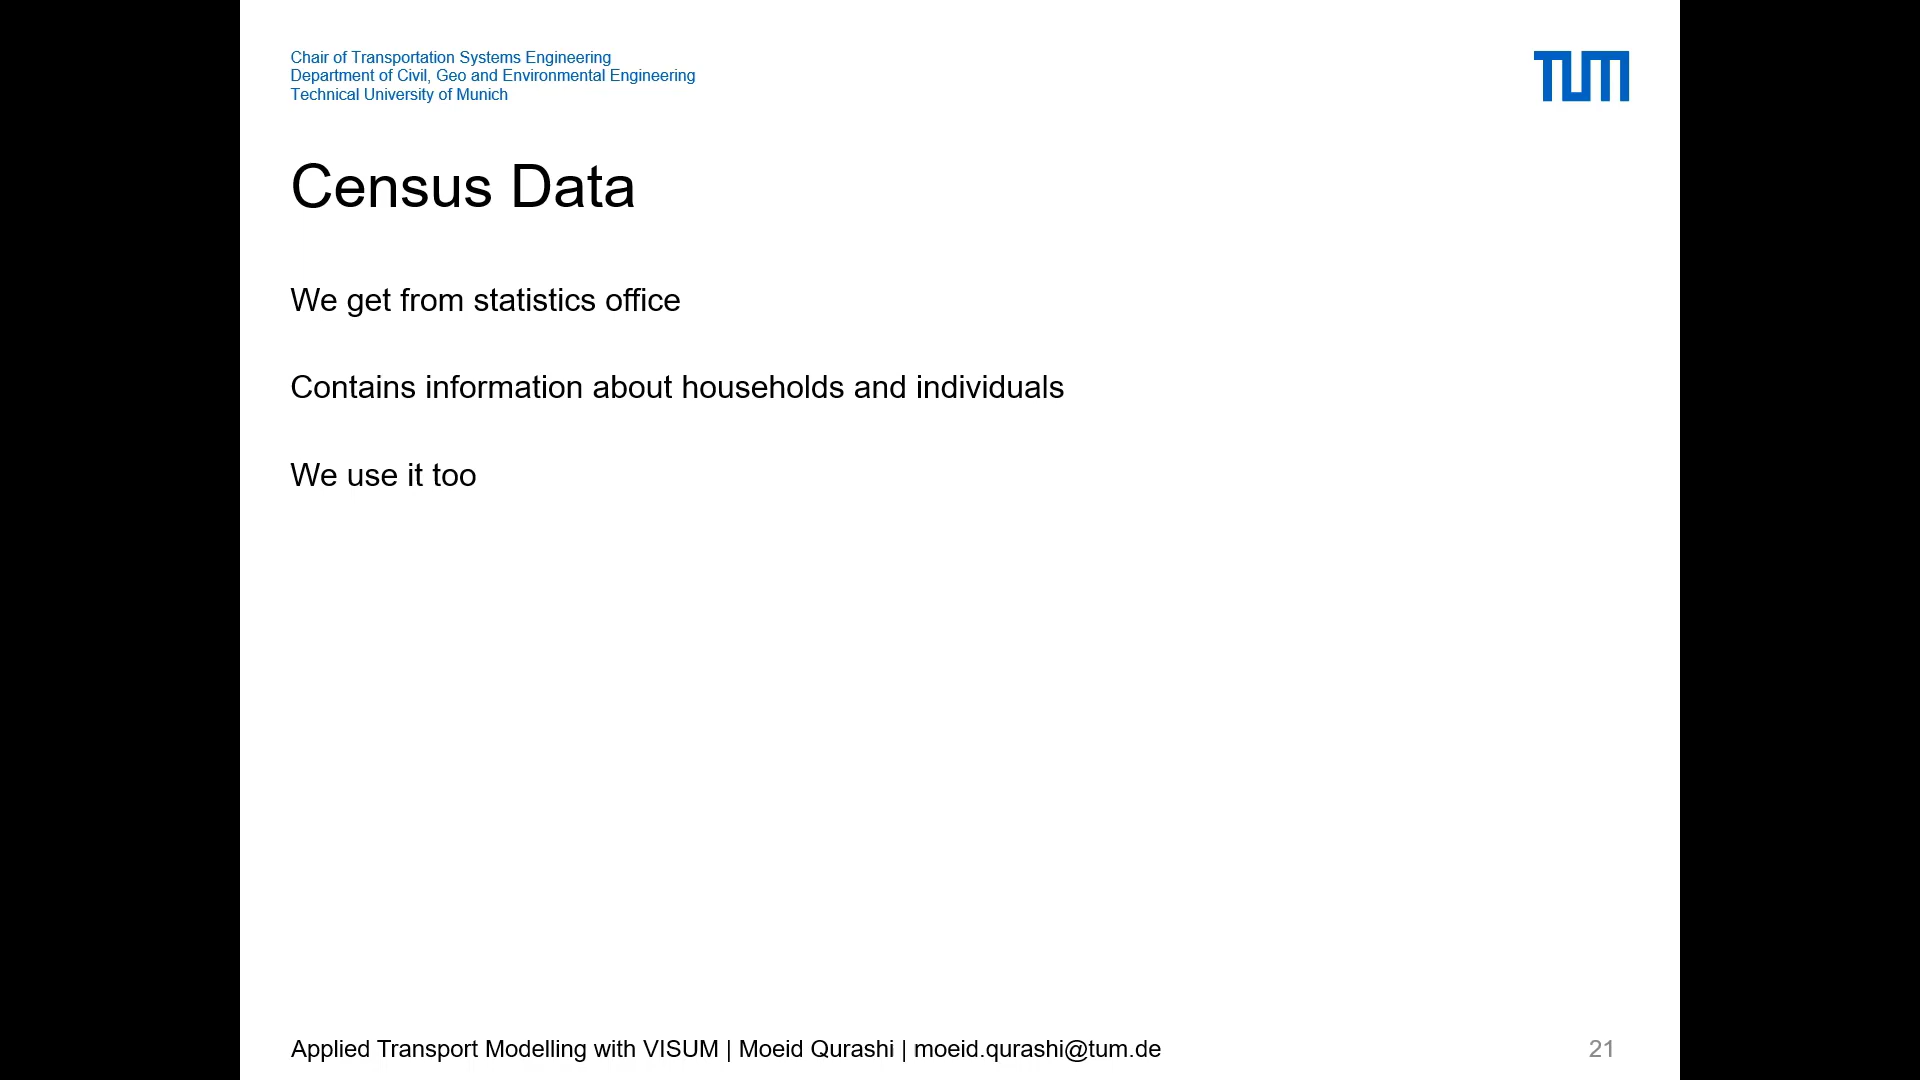 Chair of Transportation Systems Engineering
Department of Civil, Geo and Environmental Engineering
Technical University of Munich
TUM
Census Data
We get from statistics office
Contains information about households and individuals
We use it too
Applied Transport Modelling with VISUM | Moeid Qurashi | moeid.qurashi@tum.de
21